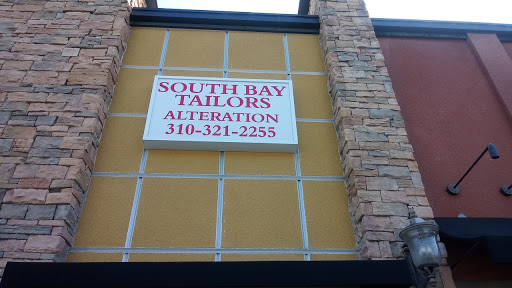 SOUTH BAY
TAILORS
ALTERATION
310-321-2255